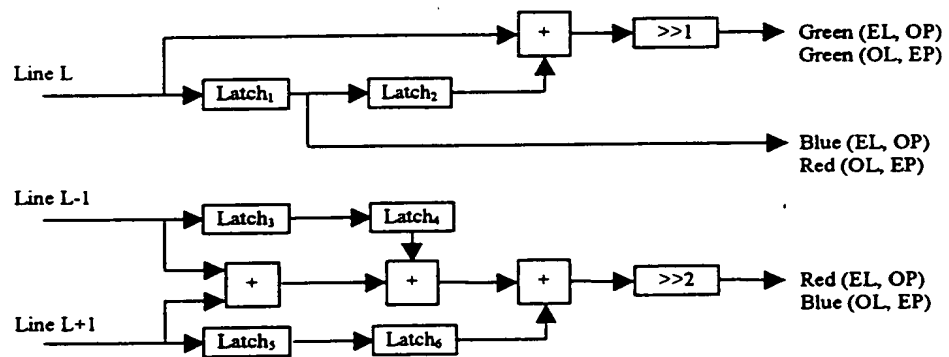 Line L
Latch₁
Latch₂
+
>>1
Green (EL, OP)
Green (OL, EP)
Blue (EL, OP)
Red (OL, EP)
Line L-1
Latch₃
Latch₄
+
+
+
>>2
Red (EL, OP)
Blue (OL, EP)
Line L+1
Latch₅
Latch₆